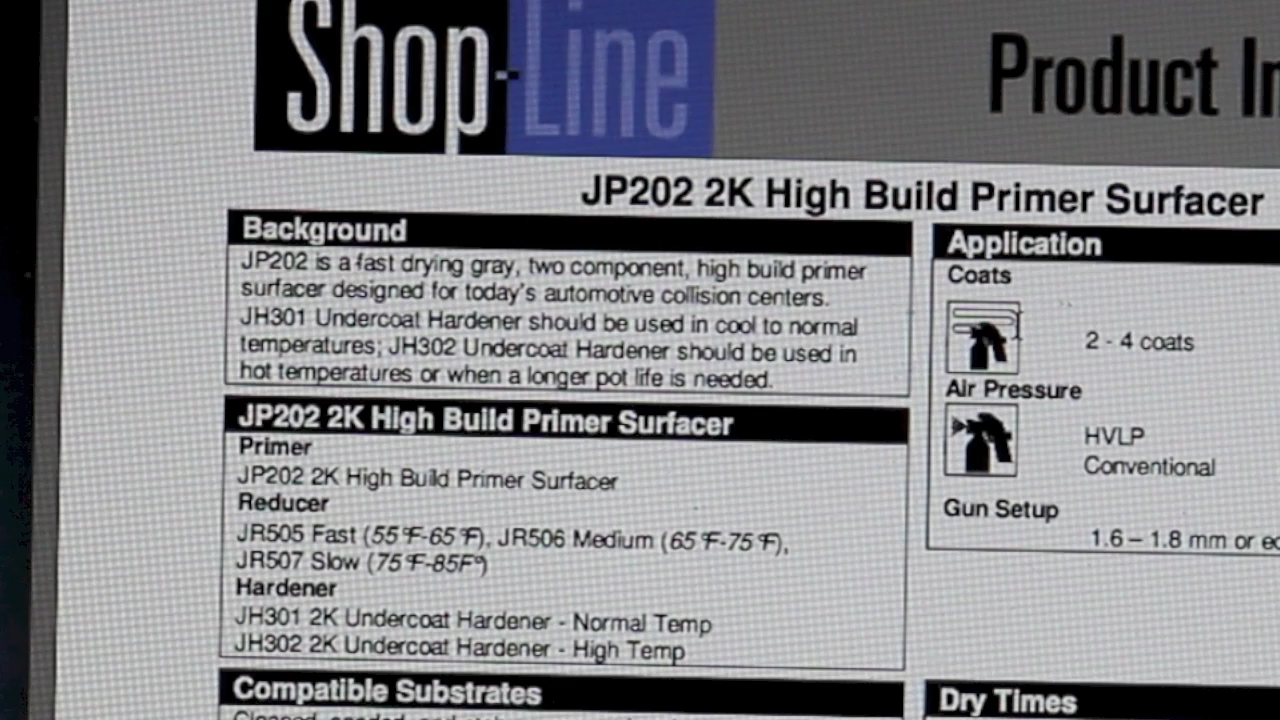 Shop-Line
Product
JP202 2K High Build Primer Surfacer
Background
JP202 is a fast drying gray, two component, high build primer
surfacer designed for today's automotive collision centers.
JH301 Undercoat Hardener should be used in cool to normal
temperatures; JH302 Undercoat Hardener should be used in
hot temperatures or when a longer pot life is needed.
JP202 2K High Build Primer Surfacer
Primer
JP202 2K High Build Primer Surfacer
Reducer
JR505 Fast (55°F-65°F), JR506 Medium (65°F-75°F),
JR507 Slow (75°F-85F°)
Hardener
JH301 2K Undercoat Hardener - Normal Temp
JH302 2K Undercoat Hardener - High Temp
Compatible Substrates
Application
Coats
2 - 4 coats
Air Pressure
HVLP
Conventional
Gun Setup
1.6 – 1.8 mm or
Dry Times